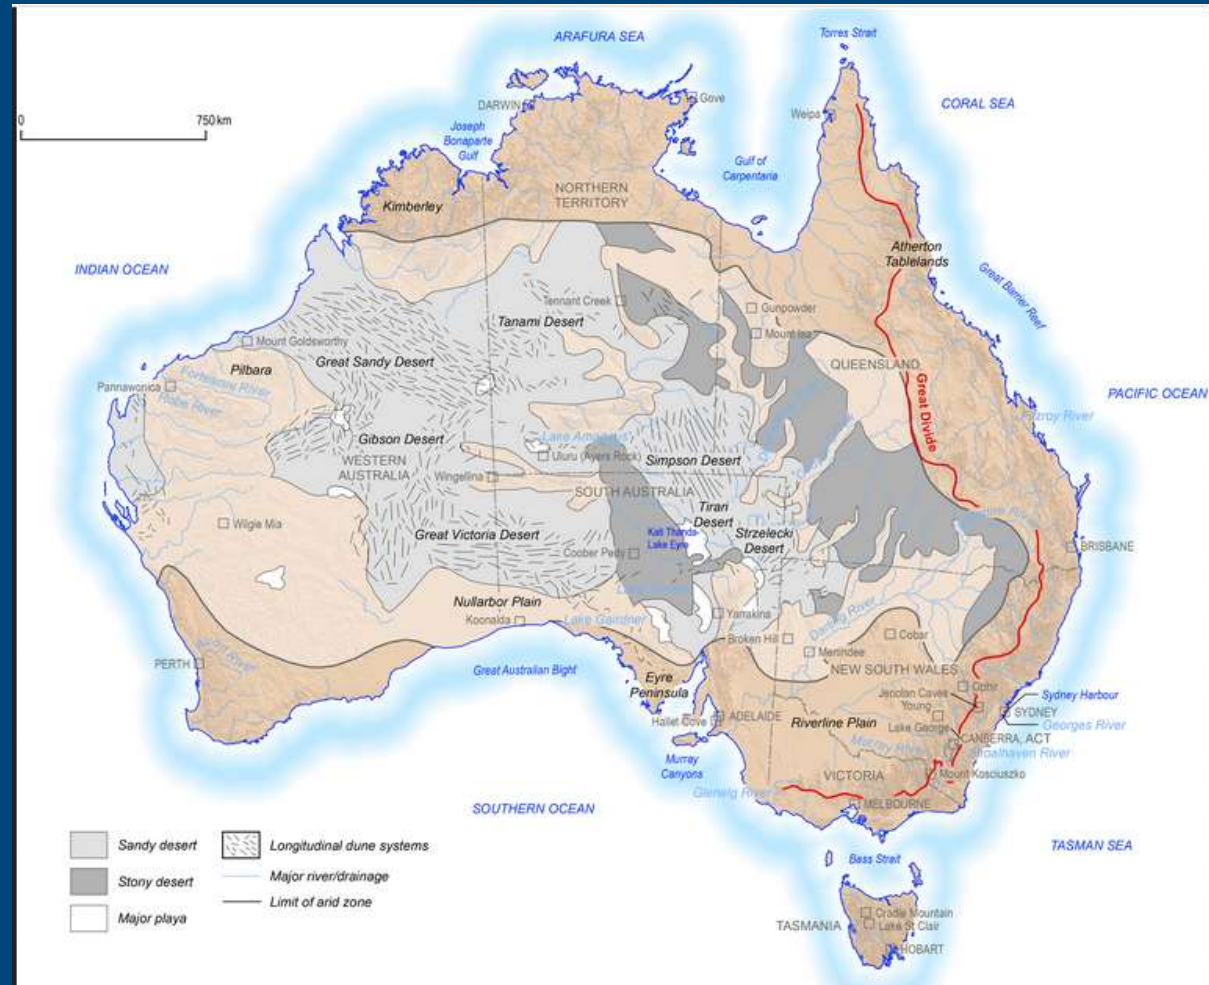 ARAFURA SEA
Torres Strait
DARWIN
Gove
CORAL SEA
Weipa
0 750 km
Joseph
Bonaparte
Gulf
Gulf of
Carpentaria
NORTHERN
TERRITORY
Kimberley
Atherton
Tablelands
INDIAN OCEAN
Great Barrier Reef
Tennant Creek
Gunpowder
Tanami Desert
Mount Isa
Mount Goldsworthy
Great Sandy Desert
QUEENSLAND
Pilbara
Pannawonica
Fortescue River
Robe River
Great Divide
PACIFIC OCEAN
Fitzroy River
Gibson Desert
Lake Amadeus
Uluru (Ayers Rock)
Simpson Desert
WESTERN
AUSTRALIA
Wingellina
SOUTH AUSTRALIA
Tirari
Desert
Wilgie Mia
Great Victoria Desert
Strzelecki
Desert
Kati Thanda-
Lake Eyre
Coober Pedy
BRISBANE
Nullarbor Plain
Koonalda
Lake Gairdner
Yarrakina
Darling River
Broken Hill
Cobar
Menindee
PERTH
Great Australian Bight
NEW SOUTH WALES
Eyre
Peninsula
Ophir
Jenolan Caves
Young
Sydney Harbour
SYDNEY
Hallet Cove
ADELAIDE
Riverline Plain
Lake George
Georges River
CANBERRA, ACT
Murray River
Shoalhaven River
Murray
Canyons
VICTORIA
Mount Kosciuszko
Glenelg River
MELBOURNE
SOUTHERN OCEAN
TASMAN SEA
Bass Strait
Sandy desert
Longitudinal dune systems
Stony desert
Major river/drainage
Major playa
Limit of arid zone
TASMANIA
Cradle Mountain
Lake St Clair
HOBART